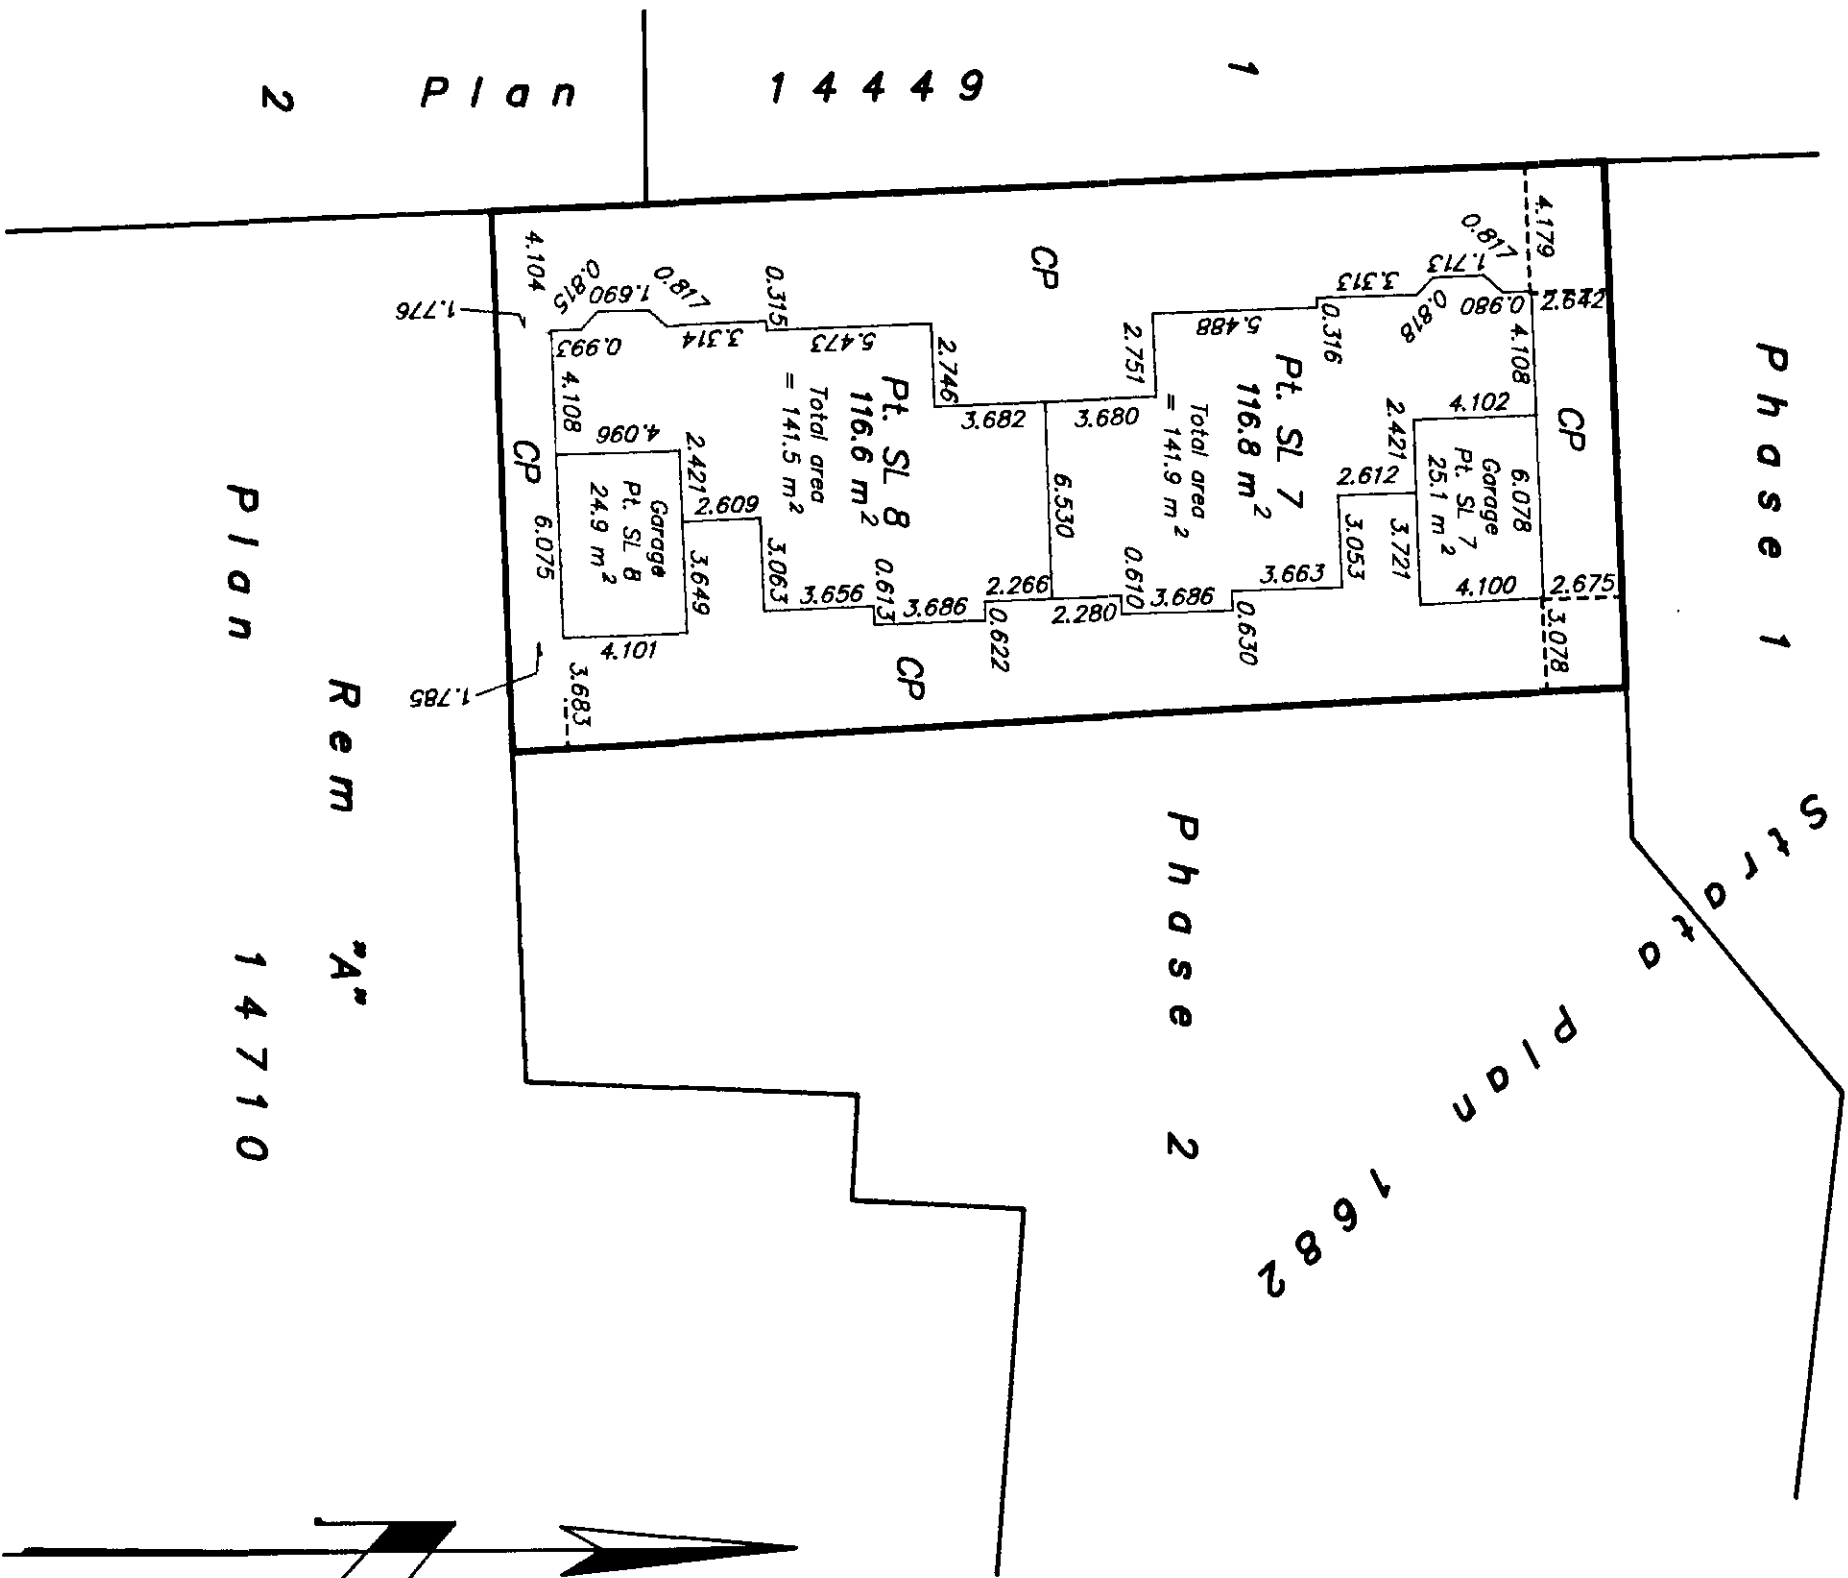 2 Plan 14449 1
4.179
0.817
1.713
3.313
0.818
0.980
2.642
4.108
CP
0.316
5.488
2.751
3.680
4.102
CP
2.421
Garage
Pt. SL 7
25.1 m²
6.078
2.612
3.721
3.053
4.100
2.675
3.078
3.663
0.630
3.686
0.610
2.280
Pt. SL 7
116.8 m²
Total area
= 141.9 m²
6.530
3.682
2.746
5.473
0.315
3.314
0.817
1.690
0.815
0.993
4.104
1.776
4.108
CP
4.096
2.421
Pt. SL 8
116.6 m²
Total area
= 141.5 m²
Garage
Pt. SL 8
24.9 m²
6.075
2.609
3.649
3.063
3.656
0.613
3.686
2.266
0.622
4.101
3.683
1.785
CP
Phase 1
Phase 2
Strata Plan 1682
Rem "A"
Plan 14710